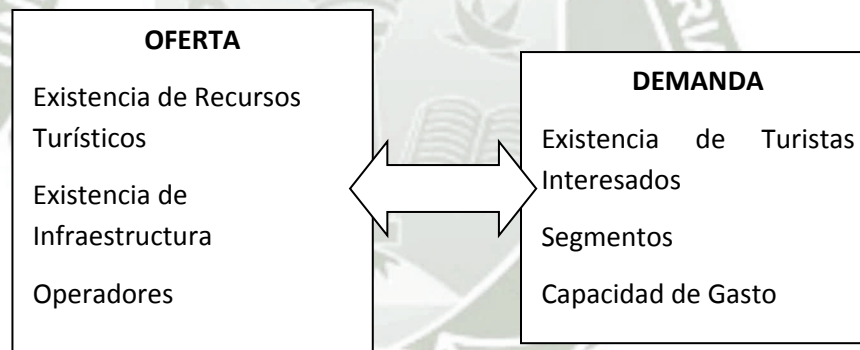 OFERTA
Existencia de Recursos
Turísticos
Existencia de
Infraestructura
Operadores
DEMANDA
Existencia de Turistas
Interesados
Segmentos
Capacidad de Gasto